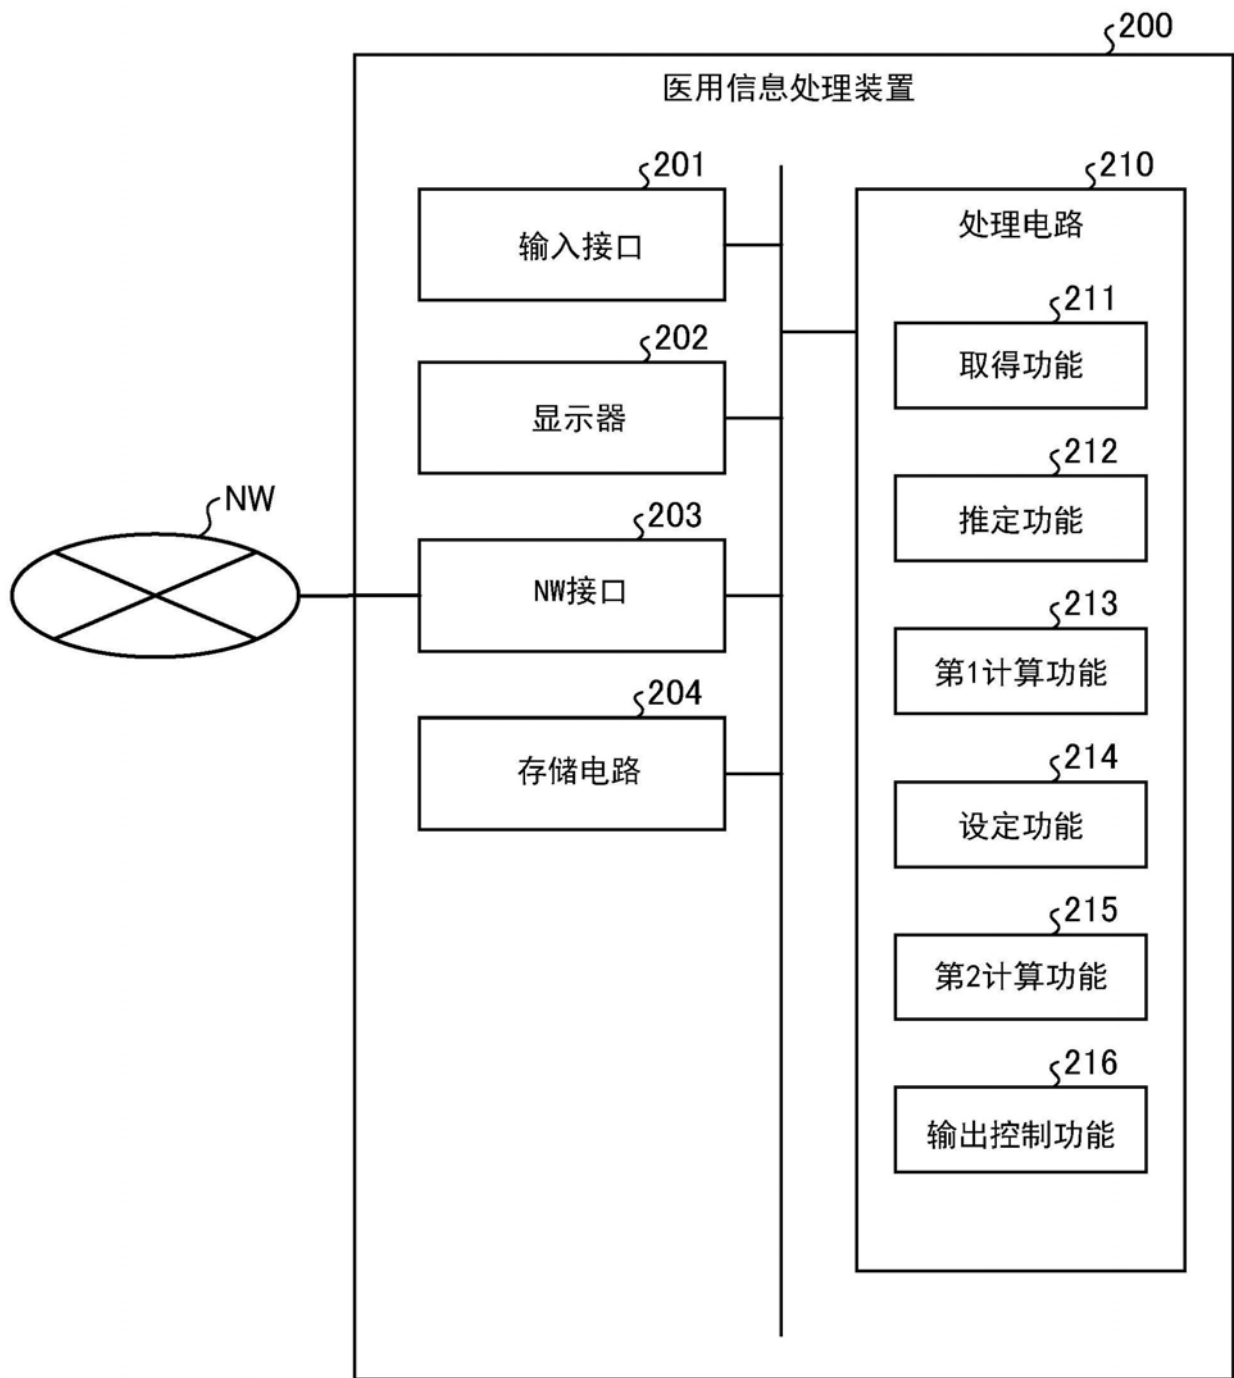 200
医用信息处理装置
201
输入接口
202
显示器
NW
203
NW接口
204
存储电路
210
处理电路
211
取得功能
212
推定功能
213
第1计算功能
214
设定功能
215
第2计算功能
216
输出控制功能